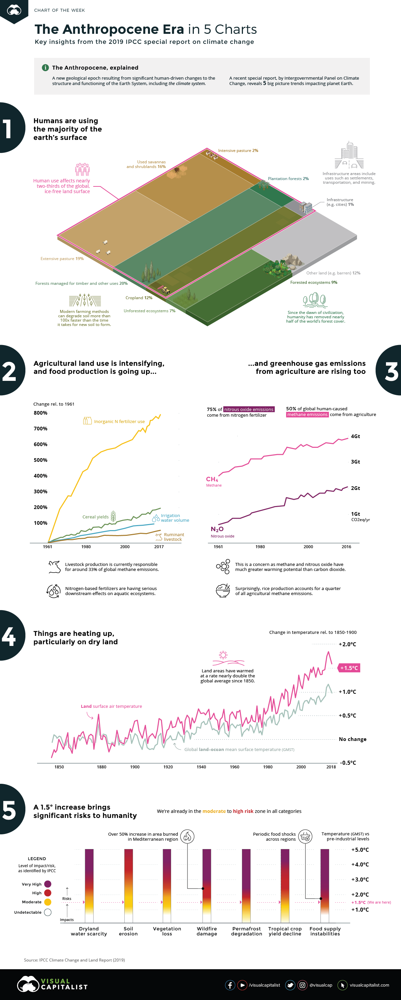 CHART OF THE WEEK
The Anthropocene Era in 5 Charts
Key insights from the 2019 IPCC special report on climate change
i The Anthropocene, explained
A new geological epoch resulting from significant human-driven changes to the
structure and functioning of the Earth System, including the climate system.
A recent special report, by Intergovernmental Panel on Climate
Change, reveals 5 big picture trends impacting planet Earth.
1
Humans are using
the majority of the
earth's surface
Intensive pasture 2%
Used savannas
and shrublands 16%
Infrastructure areas include
uses such as settlements,
transportation, and mining.
Plantation forests 2%
Human use affects nearly
two-thirds of the global,
ice-free land surface
Infrastructure
(e.g. cities) 1%
Extensive pasture 19%
Other land (e.g. barren) 12%
Forests managed for timber and other uses 20%
Forested ecosystems 9%
Cropland 12%
Unforested ecosystems 7%
Modern farming methods
can degrade soil more than
100x faster than the time
it takes for new soil to form.
Since the dawn of civilization,
humanity has removed nearly
half of the world's forest cover.
2
Agricultural land use is intensifying,
and food production is going up...
Change rel. to 1961
800%
700%
600%
500%
400%
300%
200%
100%
Inorganic N fertilizer use
Cereal yields
Irrigation
water volume
Ruminant
livestock
1961
1980
2000
2017
Livestock production is currently responsible
for around 33% of global methane emissions.
Nitrogen-based fertilizers are having serious
downstream effects on aquatic ecosystems.
3
...and greenhouse gas emissions
from agriculture are rising too
75% of nitrous oxide emissions
come from nitrogen fertilizer
50% of global human-caused
methane emissions come from agriculture
4Gt
3Gt
2Gt
1Gt
CO2eq/yr
CH4
Methane
N2O
Nitrous oxide
1961
1980
2000
2016
This is a concern as methane and nitrous oxide have
much greater warming potential than carbon dioxide.
Surprisingly, rice production accounts for a quarter
of all agricultural methane emissions.
4
Things are heating up,
particularly on dry land
Change in temperature rel. to 1850-1900
+2.0°C
+1.5°C
+1.0°C
+0.5°C
No change
-0.5°C
Land areas have warmed
at a rate nearly double the
global average since 1850.
Land surface air temperature
Global land–ocean mean surface temperature (GMST)
1850
1880
1900
1920
1940
1960
1980
2000
2018
5
A 1.5° increase brings
significant risks to humanity
We're already in the moderate to high risk zone in all categories
Over 50% increase in area burned
in Mediterranean region
Periodic food shocks
across regions
Temperature (GMST) vs
pre-industrial levels
+5.0°C
+4.0°C
+3.0°C
+2.0°C
+1.5°C (We are here)
+1.0°C
LEGEND
Level of impact/risk,
as identified by IPCC
Very High
High
Moderate
Undetectable
Risks
Impacts
Dryland
water scarcity
Soil
erosion
Vegetation
loss
Wildfire
damage
Permafrost
degradation
Tropical crop
yield decline
Food supply
instabilities
Source: IPCC Climate Change and Land Report (2019)
VISUAL
CAPITALIST
/visualcapitalist
@visualcap
visualcapitalist.com